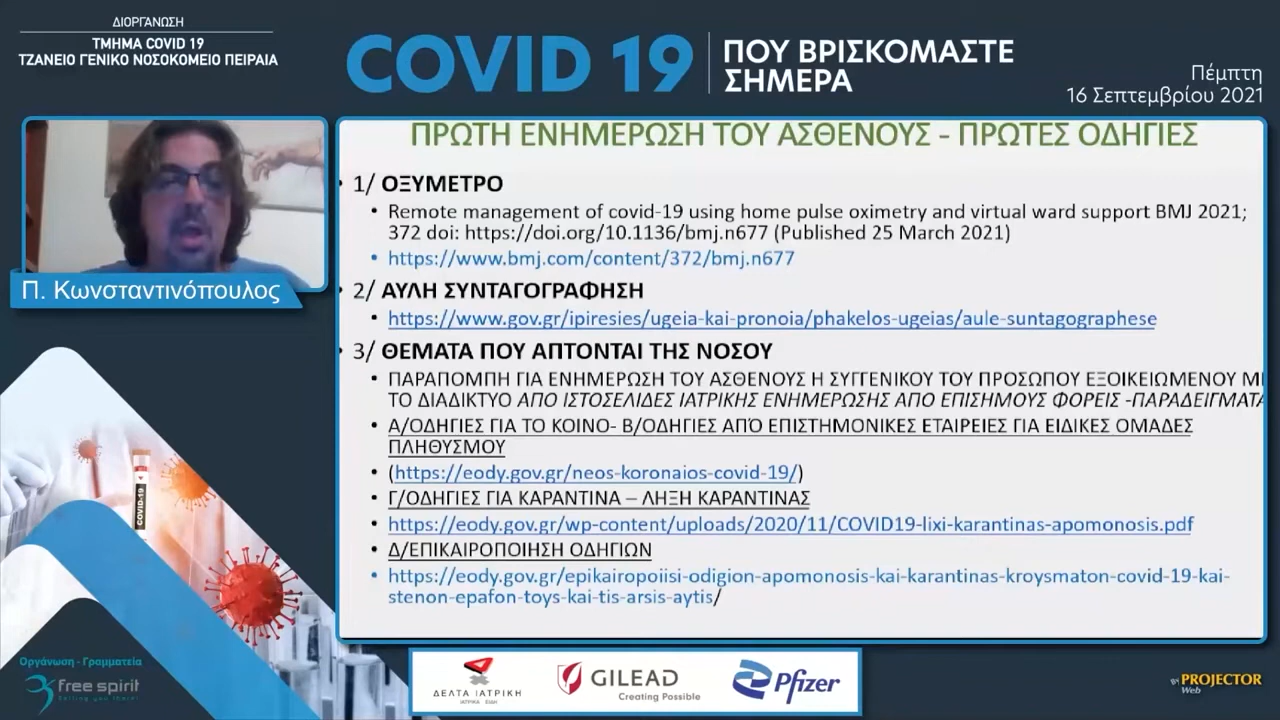 ΔΙΟΡΓΑΝΩΣΗ
ΤΜΗΜΑ COVID 19
ΤΖΑΝΕΙΟ ΓΕΝΙΚΟ ΝΟΣΟΚΟΜΕΙΟ ΠΕΙΡΑΙΑ
COVID 19
ΠΟΥ ΒΡΙΣΚΟΜΑΣΤΕ
ΣΗΜΕΡΑ
Πέμπτη
16 Σεπτεμβρίου 2021
Π. Κωνσταντινόπουλος
ΠΡΩΤΗ ΕΝΗΜΕΡΩΣΗ ΤΟΥ ΑΣΘΕΝΟΥΣ - ΠΡΩΤΕΣ ΟΔΗΓΙΕΣ
• 1/ ΟΞΥΜΕΤΡΟ
• Remote management of covid-19 using home pulse oximetry and virtual ward support BMJ 2021;
372 doi: https://doi.org/10.1136/bmj.n677 (Published 25 March 2021)
• https://www.bmj.com/content/372/bmj.n677
2/ ΑΥΛΗ ΣΥΝΤΑΓΟΓΡΑΦΗΣΗ
• https://www.gov.gr/ipiresies/ugeia-kai-pronoia/phakelos-ugeias/aule-suntagographese
• 3/ ΘΕΜΑΤΑ ΠΟΥ ΑΠΤΟΝΤΑΙ ΤΗΣ ΝΟΣΟΥ
• ΠΑΡΑΠΟΜΠΗ ΓΙΑ ΕΝΗΜΕΡΩΣΗ ΤΟΥ ΑΣΘΕΝΟΥΣ Η ΣΥΓΓΕΝΙΚΟΥ ΤΟΥ ΠΡΟΣΩΠΟΥ ΕΞΟΙΚΕΙΩΜΕΝΟΥ
ΤΟ ΔΙΑΔΙΚΤΥΟ ΑΠΟ ΙΣΤΟΣΕΛΙΔΕΣ ΙΑΤΡΙΚΗΣ ΕΝΗΜΕΡΩΣΗΣ ΑΠΟ ΕΠΙΣΗΜΟΥΣ ΦΟΡΕΙΣ -ΠΑΡΑΔΕΙΓΜΑΤΑ
• Α/ΟΔΗΓΙΕΣ ΓΙΑ ΤΟ ΚΟΙΝΟ- Β/ΟΔΗΓΙΕΣ ΑΠΌ ΕΠΙΣΤΗΜΟΝΙΚΕΣ ΕΤΑΙΡΕΙΕΣ ΓΙΑ ΕΙΔΙΚΕΣ ΟΜΑΔΕΣ
ΠΛΗΘΥΣΜΟΥ
• (https://eody.gov.gr/neos-koronaios-covid-19/)
• Γ/ΟΔΗΓΙΕΣ ΓΙΑ ΚΑΡΑΝΤΙΝΑ – ΛΗΞΗ ΚΑΡΑΝΤΙΝΑΣ
• https://eody.gov.gr/wp-content/uploads/2020/11/COVID19-lixi-karantinas-apomonosis.pdf
• Δ/ΕΠΙΚΑΙΡΟΠΟΙΗΣΗ ΟΔΗΓΙΩΝ
• https://eody.gov.gr/epikairopoiisi-odigion-apomonosis-kai-karantinas-kroysmaton-covid-19-kai-
stenon-epafon-toys-kai-tis-arsis-aytis/
COVID-19
Οργάνωση - Γραμματεία
free spirit
ΔΕΛΤΑ ΙΑΤΡΙΚΗ
ΙΑΤΡΙΚΑ ΕΙΔΗ
GILEAD
Creating Possible
Pfizer
PROJECTOR
Web